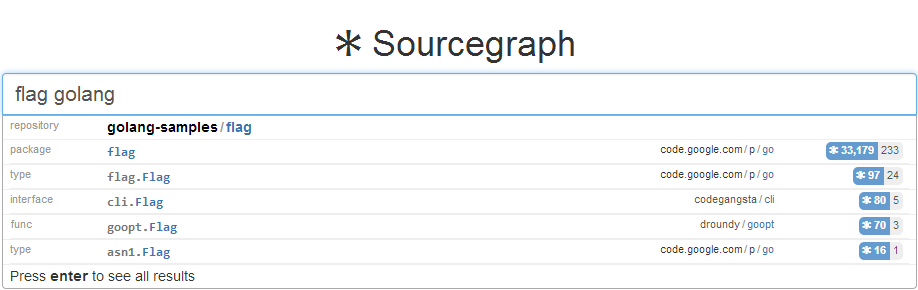 * Sourcegraph
flag golang
repository golang-samples / flag
package flag code.google.com / p / go * 33,179 233
type flag.Flag code.google.com / p / go * 97 24
interface cli.Flag codegangsta / cli * 80 5
func goopt.Flag droundy / goopt * 70 3
type asn1.Flag code.google.com / p / go * 16 1
Press enter to see all results